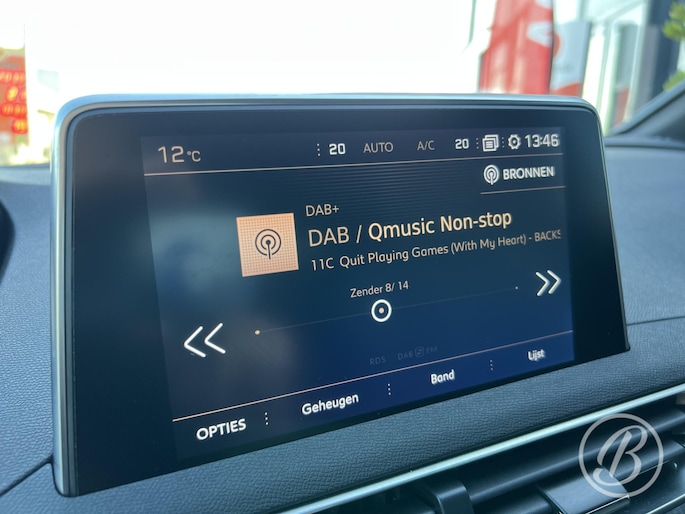 12°C 20 AUTO A/C 20 13:46
BRONNEN
DAB+
DAB / Qmusic Non-stop
11C Quit Playing Games (With My Heart) - BACKS
Zender 8/ 14
RDS DAB FM
OPTIES Geheugen Band Lijst
B